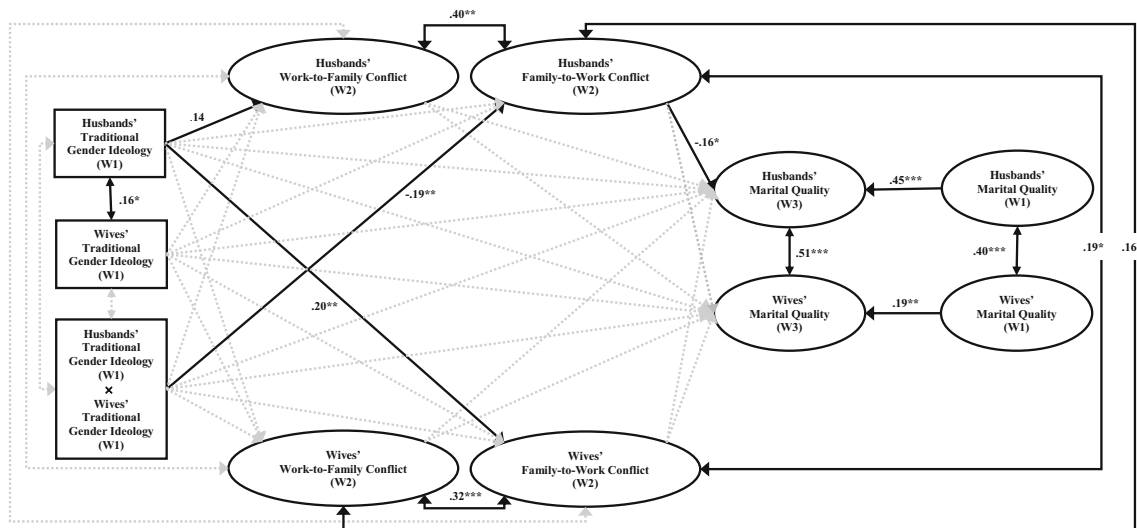 .40**
Husbands’
Work-to-Family Conflict
(W2)
Husbands’
Family-to-Work Conflict
(W2)
.14
Husbands’
Traditional
Gender Ideology
(W1)
-.16*
-.19**
Husbands’
Marital Quality
(W3)
.45***
Husbands’
Marital Quality
(W1)
.16*
Wives’
Traditional
Gender Ideology
(W1)
.51***
.40***
.19*
.16
.20**
Wives’
Marital Quality
(W3)
.19**
Wives’
Marital Quality
(W1)
Husbands’
Traditional
Gender Ideology
(W1)
×
Wives’
Traditional
Gender Ideology
(W1)
Wives’
Work-to-Family Conflict
(W2)
Wives’
Family-to-Work Conflict
(W2)
.32***